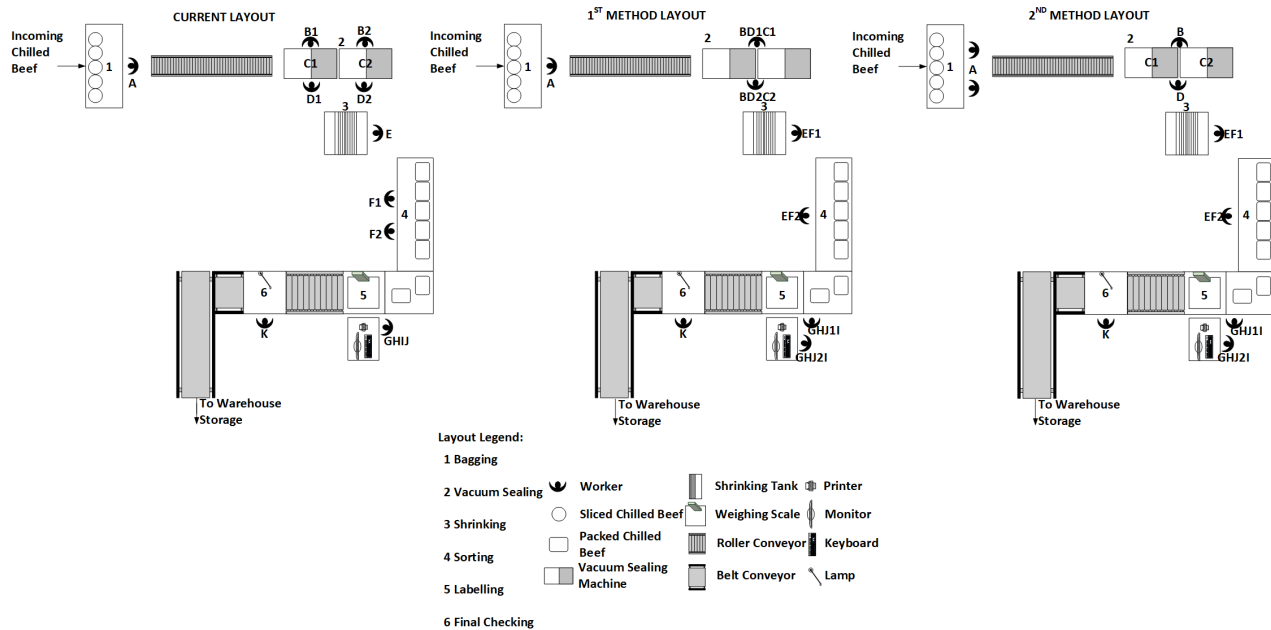 CURRENT LAYOUT
Incoming
Chilled
Beef
1
A
B1
2
B2
C1
C2
D1
D2
3
E
F1
F2
4
5
6
K
GHIJ
To Warehouse
Storage
1ST METHOD LAYOUT
Incoming
Chilled
Beef
1
A
2
BD1C1
BD2C2
3
EF1
EF2
4
5
6
K
GHJ1I
GHJ2I
To Warehouse
Storage
2ND METHOD LAYOUT
Incoming
Chilled
Beef
1
A
2
B
C1
C2
D
3
EF1
EF2
4
5
6
K
GHJ1I
GHJ2I
To Warehouse
Storage
Layout Legend:
1 Bagging
2 Vacuum Sealing
3 Shrinking
4 Sorting
5 Labelling
6 Final Checking
Worker
Sliced Chilled Beef
Packed Chilled
Beef
Vacuum Sealing
Machine
Shrinking Tank
Weighing Scale
Roller Conveyor
Belt Conveyor
Printer
Monitor
Keyboard
Lamp